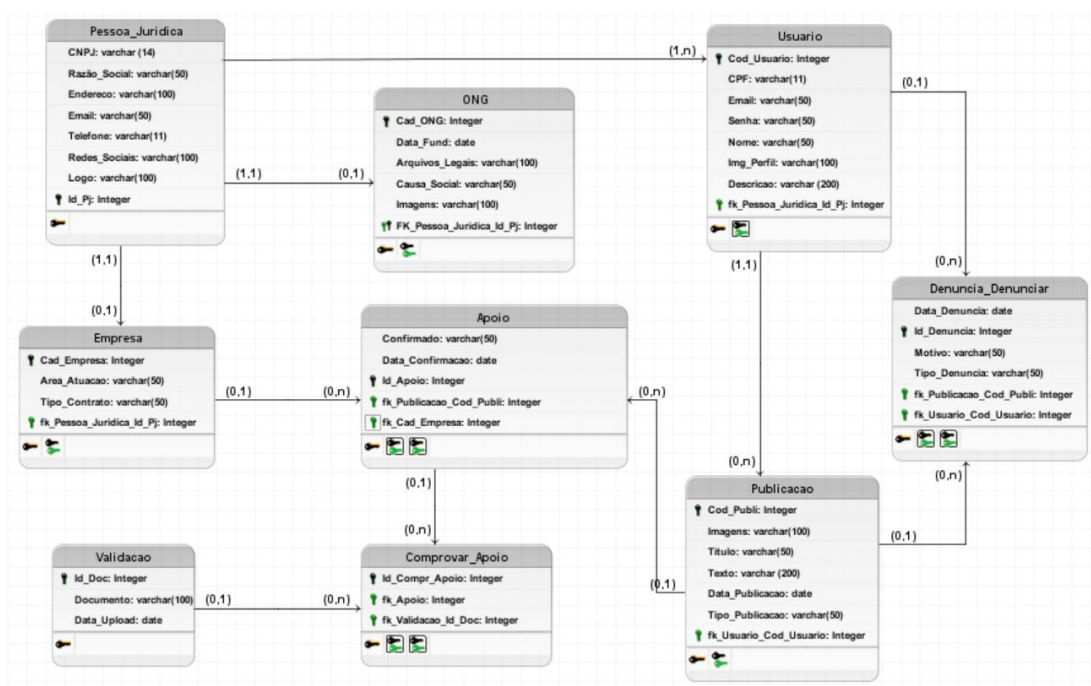 Pessoa_Juridica
CNPJ: varchar (14)
Razão_Social: varchar(50)
Endereco: varchar(100)
Email: varchar(50)
Telefone: varchar(11)
Redes_Sociais: varchar(100)
Logo: varchar(100)
Id_Pj: Integer
(1,n)
(1,1)
(0,1)
(1,1)
(0,1)
ONG
Cad_ONG: Integer
Data_Fund: date
Arquivos_Legais: varchar(100)
Causa_Social: varchar(50)
Imagens: varchar(100)
FK_Pessoa_Juridica_Id_Pj: Integer
Usuario
Cod_Usuario: Integer
CPF: varchar(11)
Email: varchar(50)
Senha: varchar(50)
Nome: varchar(50)
Img_Perfil: varchar(100)
Descricao: varchar (200)
fk_Pessoa_Juridica_Id_Pj: Integer
(0,1)
(0,n)
(1,1)
(0,n)
Denuncia_Denunciar
Data_Denuncia: date
Id_Denuncia: Integer
Motivo: varchar(50)
Tipo_Denuncia: varchar(50)
fk_Publicacao_Cod_Publi: Integer
fk_Usuario_Cod_Usuario: Integer
(0,n)
(0,1)
Empresa
Cad_Empresa: Integer
Area_Atuacao: varchar(50)
Tipo_Contrato: varchar(50)
fk_Pessoa_Juridica_Id_Pj: Integer
(0,1)
(0,n)
Apoio
Confirmado: varchar(50)
Data_Confirmacao: date
Id_Apoio: Integer
fk_Publicacao_Cod_Publi: Integer
fk_Cad_Empresa: Integer
(0,n)
(0,1)
(0,1)
(0,n)
Publicacao
Cod_Publi: Integer
Imagens: varchar(100)
Titulo: varchar(50)
Texto: varchar (200)
Data_Publicacao: date
Tipo_Publicacao: varchar(50)
fk_Usuario_Cod_Usuario: Integer
Validacao
Id_Doc: Integer
Documento: varchar(100)
Data_Upload: date
(0,1)
(0,n)
Comprovar_Apoio
Id_Compr_Apoio: Integer
fk_Apoio: Integer
fk_Validacao_Id_Doc: Integer